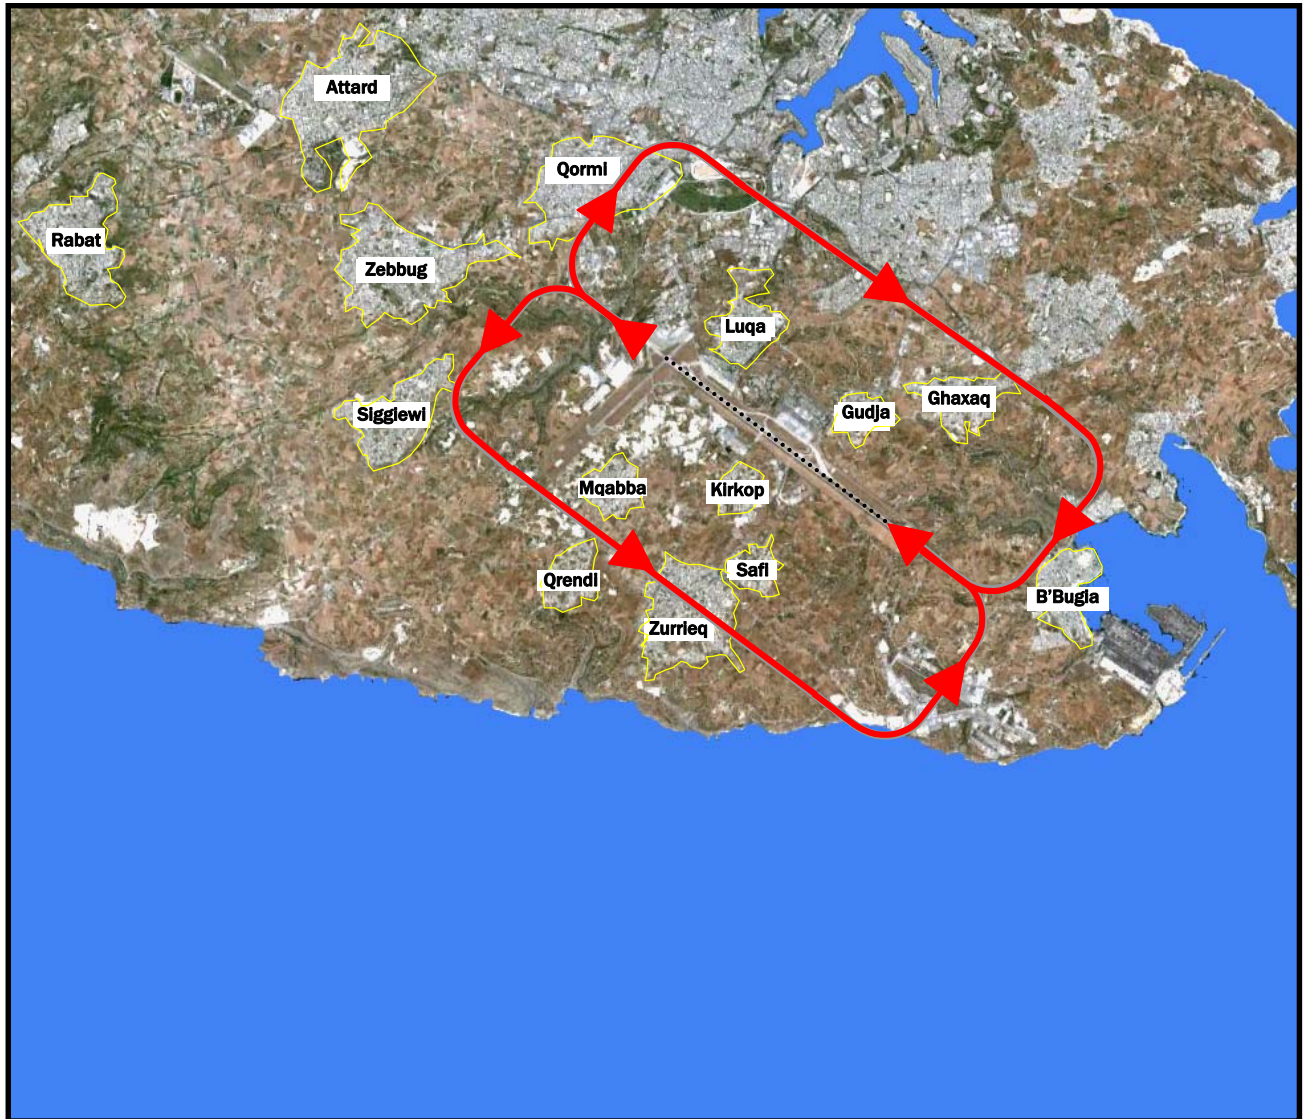 Attard
Qormi
Rabat
Zebbug
Luqa
Siggiewi
Gudja
Ghaxaq
Mqabba
Kirkop
Qrendi
Safi
B'Bugia
Zurrieq